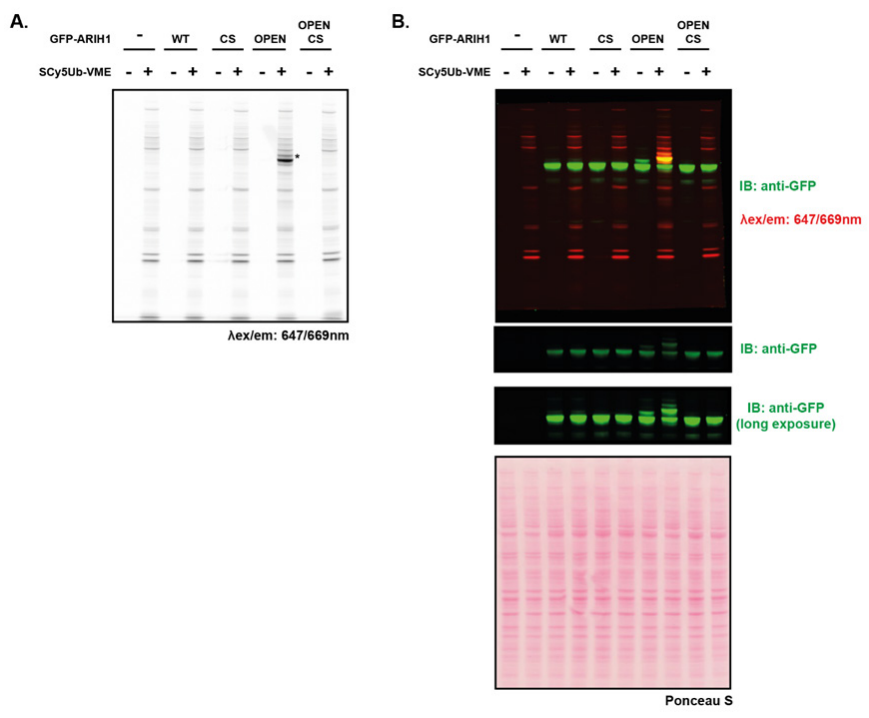 A.
GFP-ARIH1 - WT CS OPEN OPEN CS
SCy5Ub-VME - + - + - + - + - +
*
λex/em: 647/669nm
B.
GFP-ARIH1 - WT CS OPEN OPEN CS
SCy5Ub-VME - + - + - + - + - +
IB: anti-GFP
λex/em: 647/669nm
IB: anti-GFP
IB: anti-GFP
(long exposure)
Ponceau S